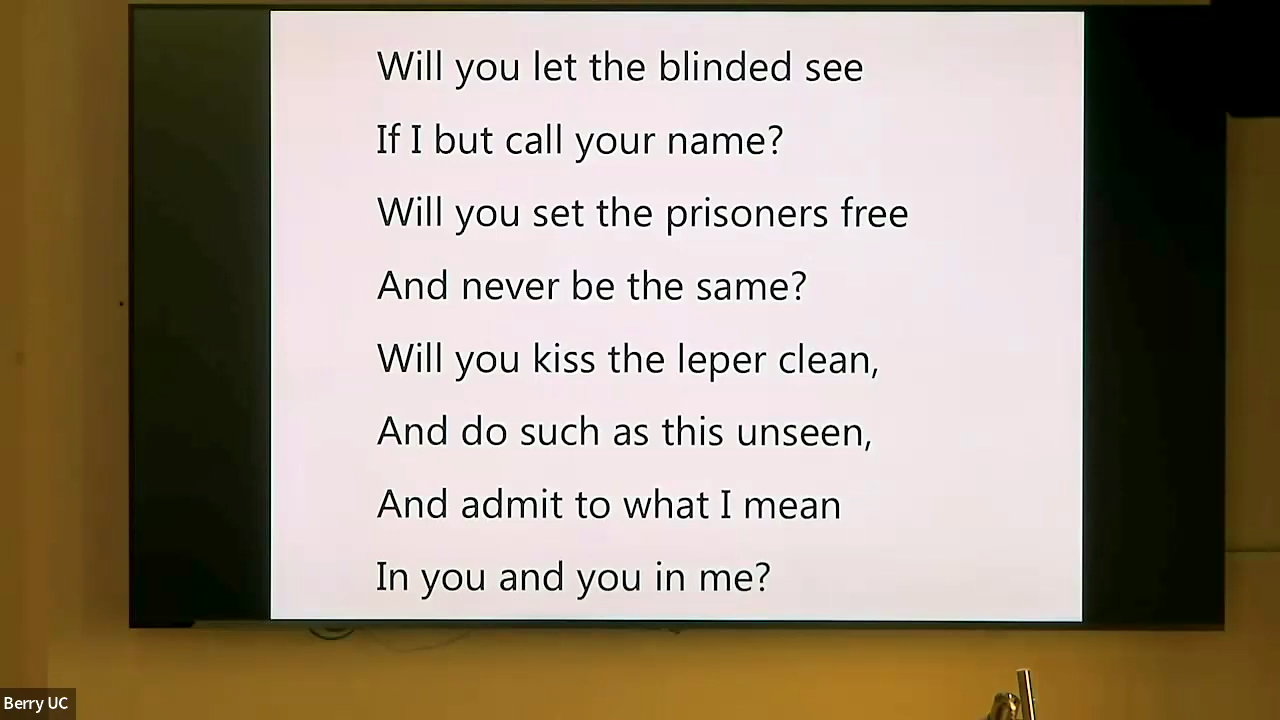 Will you let the blinded see
If I but call your name?
Will you set the prisoners free
And never be the same?
Will you kiss the leper clean,
And do such as this unseen,
And admit to what I mean
In you and you in me?
Berry UC